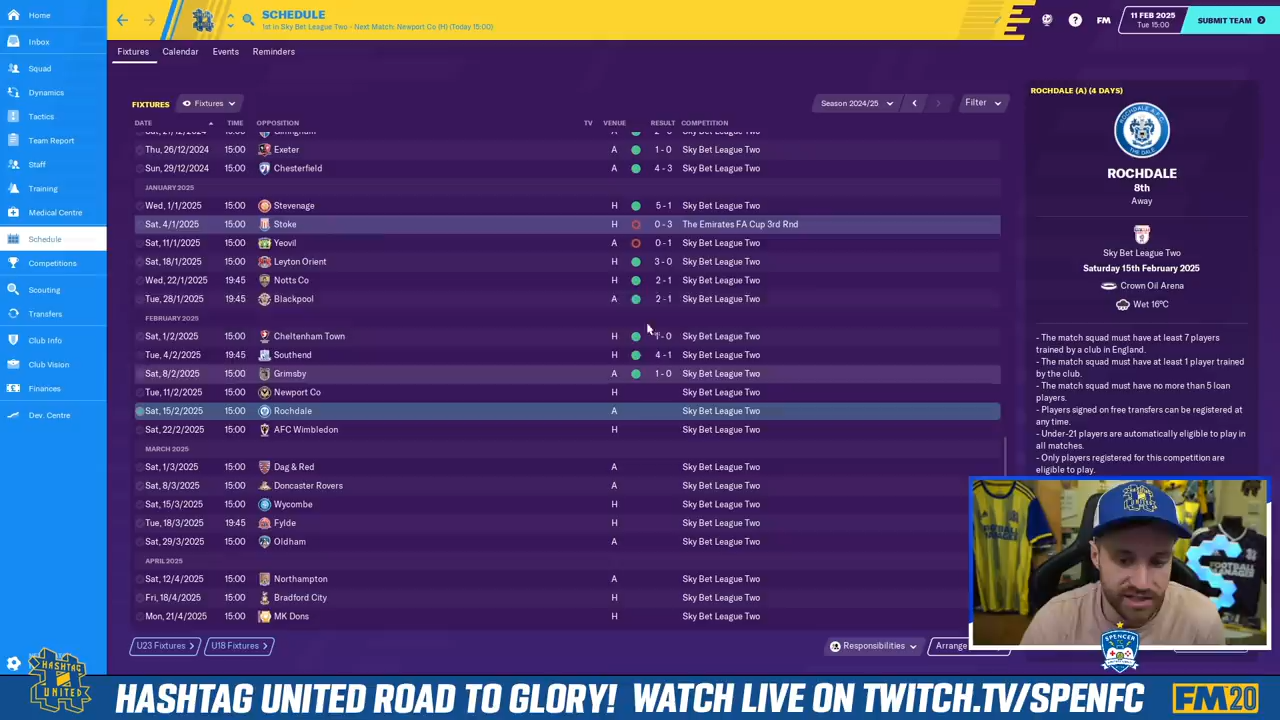 Home
Inbox
Squad
Dynamics
Tactics
Team Report
Staff
Training
Medical Centre
Schedule
Competitions
Scouting
Transfers
Club Info
Club Vision
Finances
Dev. Centre
SCHEDULE
1st in Sky Bet League Two - Next Match: Newport Co (H) (Today 15:00)
FM
11 FEB 2025
Tue 15:00
SUBMIT TEAM
Fixtures Calendar Events Reminders
FIXTURES Fixtures Season 2024/25 Filter
DATE TIME OPPOSITION TV VENUE RESULT COMPETITION
Sat, 21/12/2024 Gillingham A Sky Bet League Two
Thu, 26/12/2024 15:00 Exeter A 1 - 0 Sky Bet League Two
Sun, 29/12/2024 15:00 Chesterfield A 4 - 3 Sky Bet League Two
JANUARY 2025
Wed, 1/1/2025 15:00 Stevenage H 5 - 1 Sky Bet League Two
Sat, 4/1/2025 15:00 Stoke H 0 - 3 The Emirates FA Cup 3rd Rnd
Sat, 11/1/2025 15:00 Yeovil A 0 - 1 Sky Bet League Two
Sat, 18/1/2025 15:00 Leyton Orient H 3 - 0 Sky Bet League Two
Wed, 22/1/2025 19:45 Notts Co H 2 - 1 Sky Bet League Two
Tue, 28/1/2025 19:45 Blackpool A 2 - 1 Sky Bet League Two
FEBRUARY 2025
Sat, 1/2/2025 15:00 Cheltenham Town H 1 - 0 Sky Bet League Two
Tue, 4/2/2025 19:45 Southend H 4 - 1 Sky Bet League Two
Sat, 8/2/2025 15:00 Grimsby A 1 - 0 Sky Bet League Two
Tue, 11/2/2025 15:00 Newport Co H Sky Bet League Two
Sat, 15/2/2025 15:00 Rochdale A Sky Bet League Two
Sat, 22/2/2025 15:00 AFC Wimbledon H Sky Bet League Two
MARCH 2025
Sat, 1/3/2025 15:00 Dag & Red A Sky Bet League Two
Sat, 8/3/2025 15:00 Doncaster Rovers A Sky Bet League Two
Sat, 15/3/2025 15:00 Wycombe H Sky Bet League Two
Tue, 18/3/2025 19:45 Fylde H Sky Bet League Two
Sat, 29/3/2025 15:00 Oldham A Sky Bet League Two
APRIL 2025
Sat, 12/4/2025 15:00 Northampton A Sky Bet League Two
Fri, 18/4/2025 15:00 Bradford City H Sky Bet League Two
Mon, 21/4/2025 15:00 MK Dons H Sky Bet League Two
U23 Fixtures U18 Fixtures Responsibilities Arrange
ROCHDALE (A) (4 DAYS)
ROCHDALE
8th
Away
Sky Bet League Two
Saturday 15th February 2025
Crown Oil Arena
Wet 16°C
- The match squad must have at least 7 players
trained by a club in England.
- The match squad must have at least 1 player trained
by the club.
- The match squad must have no more than 5 loan
players.
- Players signed on free transfers can be registered at
any time.
- Under-21 players are automatically eligible to play in
all matches.
- Only players registered for this competition are
eligible to play.
FOOTBALL
MANAGER
SPENCER
HASHTAG
UNITED
HASHTAG UNITED ROAD TO GLORY! WATCH LIVE ON TWITCH.TV/SPENFC
FM20